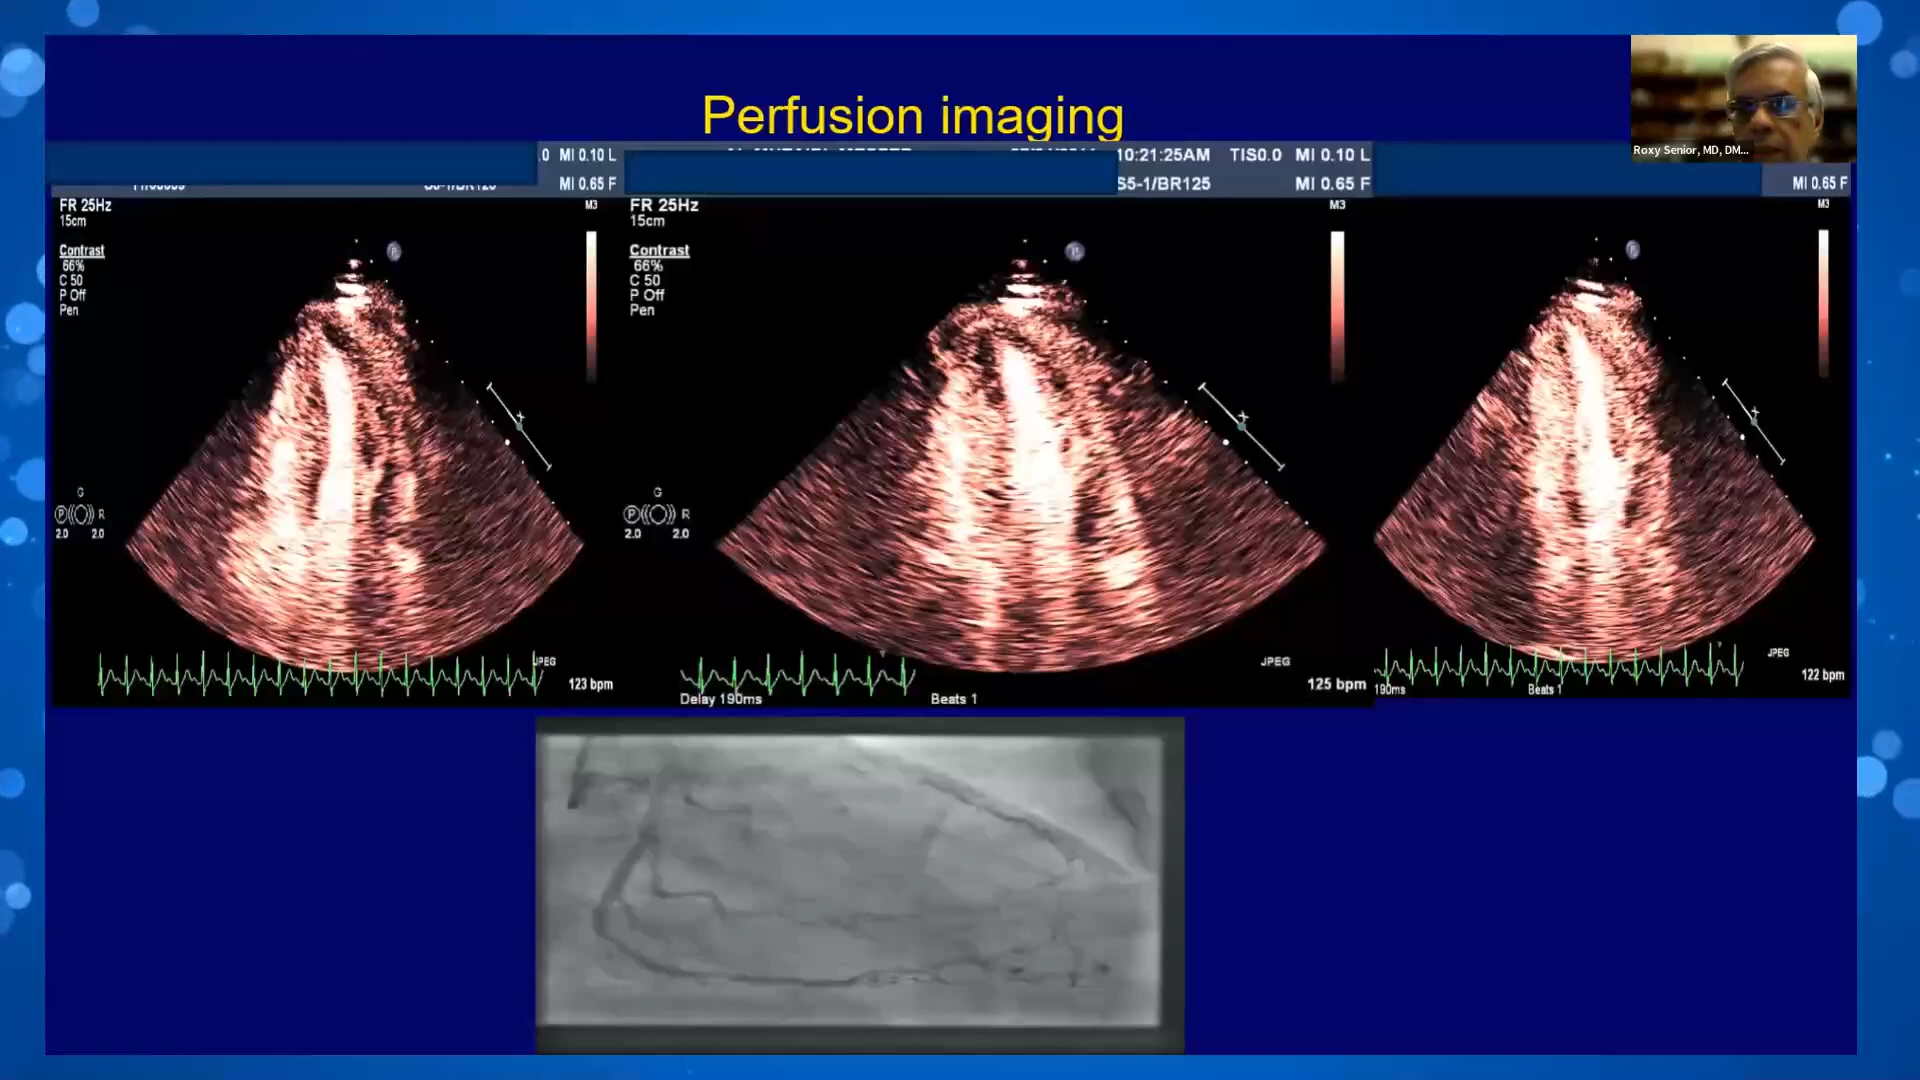 Perfusion imaging
Roxy Senior, MD, DM...
.0 MI 0.10 L
MI 0.65 F
10:21:25AM TIS0.0 MI 0.10 L
S5-1/BR125 MI 0.65 F
MI 0.65 F
FR 25Hz
15cm
M3
Contrast
66%
C 50
P Off
Pen
P
G
P R
2.0 2.0
JPEG
123 bpm
FR 25Hz
15cm
M3
Contrast
66%
C 50
P Off
Pen
G
P R
2.0 2.0
JPEG
Delay 190ms
Beats 1
125 bpm
M3
P
JPEG
190ms
Beats 1
122 bpm